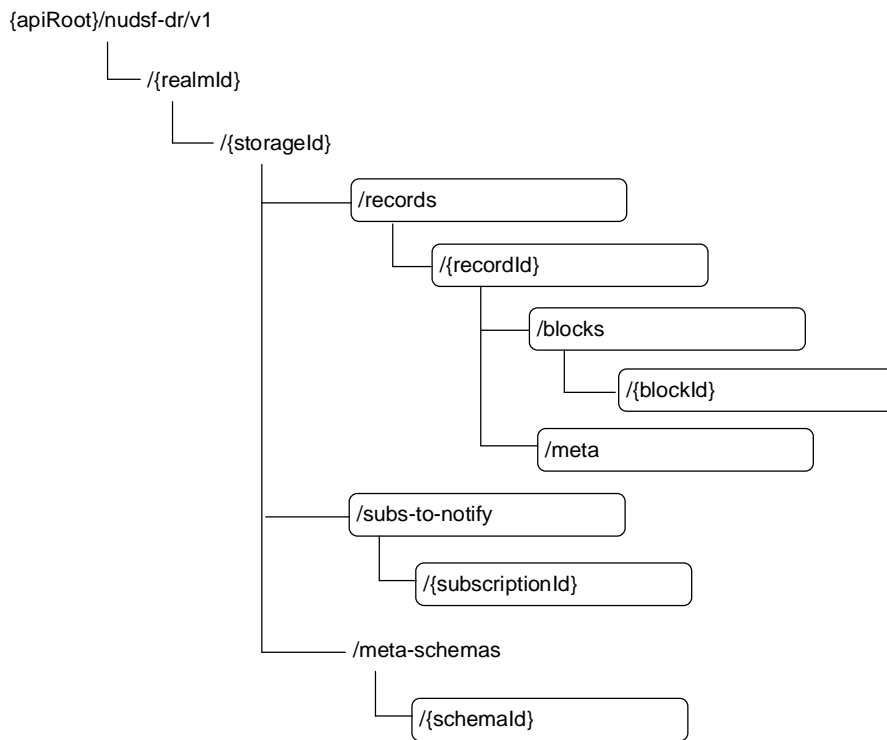 {apiRoot}/nudsf-dr/v1
/{realmId}
/{storageId}
/records
/{recordId}
/blocks
/{blockId}
/meta
/subs-to-notify
/{subscriptionId}
/meta-schemas
/{schemaId}